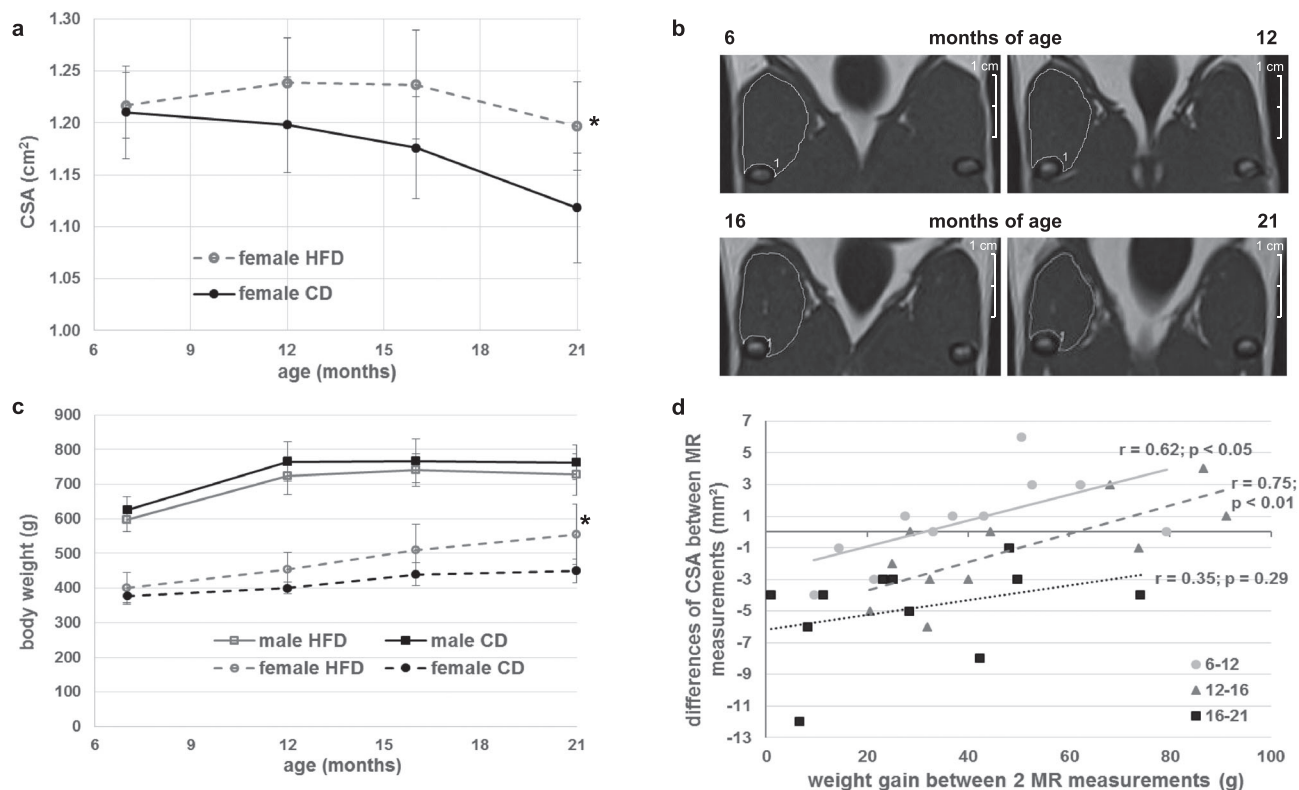 a
1.30
1.25
1.20
1.15
1.10
1.05
1.00
CSA (cm²)
female HFD
female CD
*
6
12
18
21
age (months)
b
6 months of age 12
1 cm
1 cm
1
1
16 months of age 21
1 cm
1 cm
1
1
c
900
800
700
600
500
400
300
200
100
0
body weight (g)
*
male HFD
male CD
female HFD
female CD
6
12
15
18
21
age (months)
d
7
5
3
1
-1
-3
-5
-7
-9
-11
-13
differences of CSA between MR
measurements (mm²)
r = 0.62; p < 0.05
r = 0.75;
p < 0.01
r = 0.35; p = 0.29
6-12
12-16
16-21
0
20
40
60
80
100
weight gain between 2 MR measurements (g)